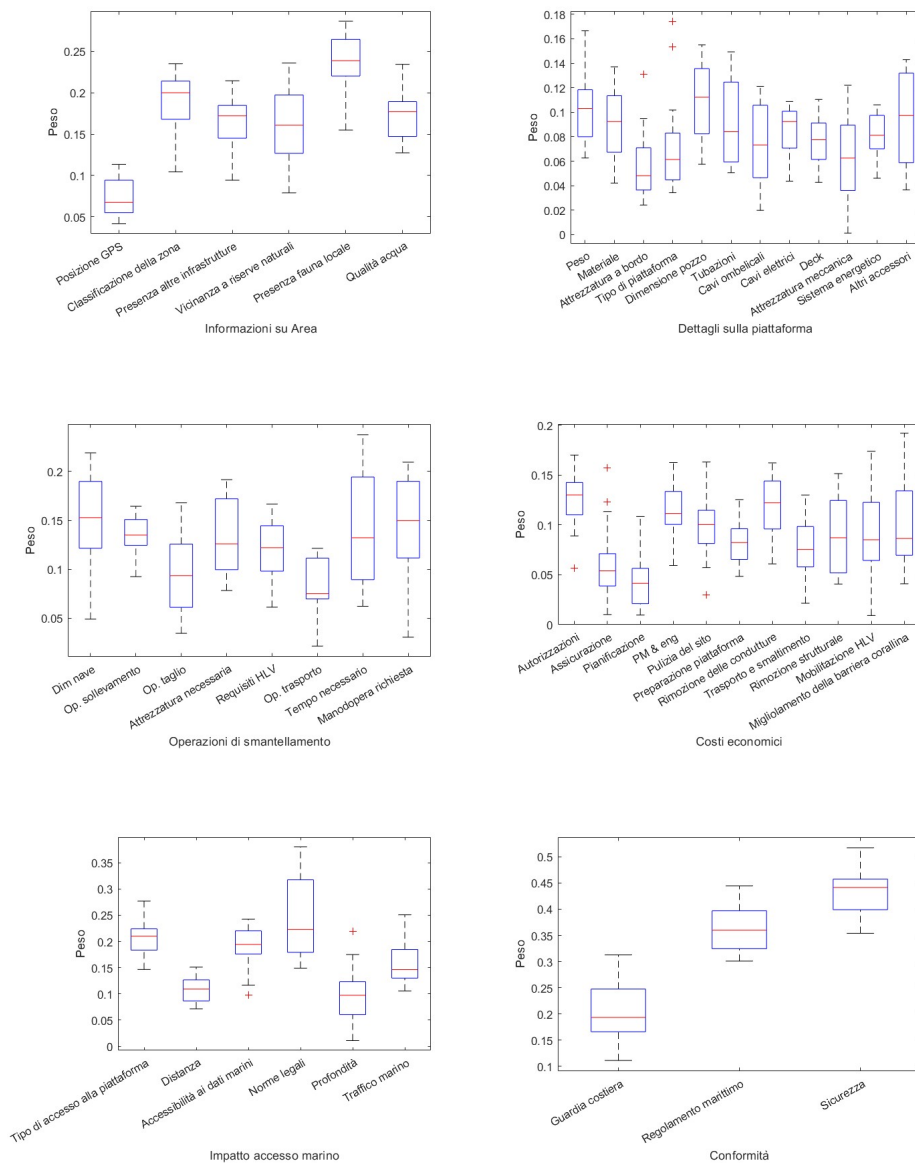 0.25
0.2
0.15
0.1
0.05
Peso
Posizione GPS
Classificazione della zona
Presenza altre infrastrutture
Vicinanza a riserve naturali
Presenza fauna locale
Qualità acqua
Informazioni su Area
0.18
0.16
0.14
0.12
0.1
0.08
0.06
0.04
0.02
0
Peso
Peso
Materiale
Attrezzatura a bordo
Tipo di piattaforma
Dimensione pozzo
Tubazioni
Cavi ombelicali
Cavi elettrici
Deck
Attrezzatura meccanica
Sistema energetico
Altri accessori
Dettagli sulla piattaforma
0.2
0.15
0.1
0.05
Peso
Dim nave
Op. sollevamento
Op. taglio
Attrezzatura necessaria
Requisiti HLV
Op. trasporto
Tempo necessario
Manodopera richiesta
Operazioni di smantellamento
0.2
0.15
0.1
0.05
0
Peso
Autorizzazioni
Assicurazione
Pianificazione
PM & eng
Pulizia del sito
Preparazione piattaforma
Rimozione delle condutture
Trasporto e smaltimento
Rimozione strutturale
Mobilitazione HLV
Migliolamento della barriera corallina
Costi economici
0.4
0.35
0.3
0.25
0.2
0.15
0.1
0.05
0
Peso
Tipo di accesso alla piattaforma
Distanza
Accessibilità ai dati marini
Norme legali
Profondità
Traffico marino
Impatto accesso marino
0.5
0.45
0.4
0.35
0.3
0.25
0.2
0.15
0.1
Peso
Guardia costiera
Regolamento marittimo
Sicurezza
Conformità